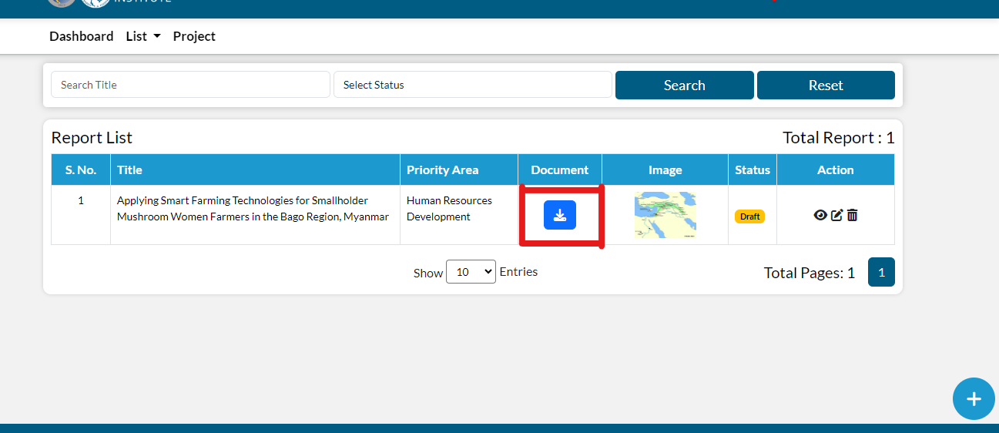 INSTITUTE
Dashboard List Project
Search Title Select Status Search Reset
Report List Total Report : 1
S. No. Title Priority Area Document Image Status Action
1 Applying Smart Farming Technologies for Smallholder Human Resources
Mushroom Women Farmers in the Bago Region, Myanmar Development Draft
Show 10 Entries Total Pages: 1 1